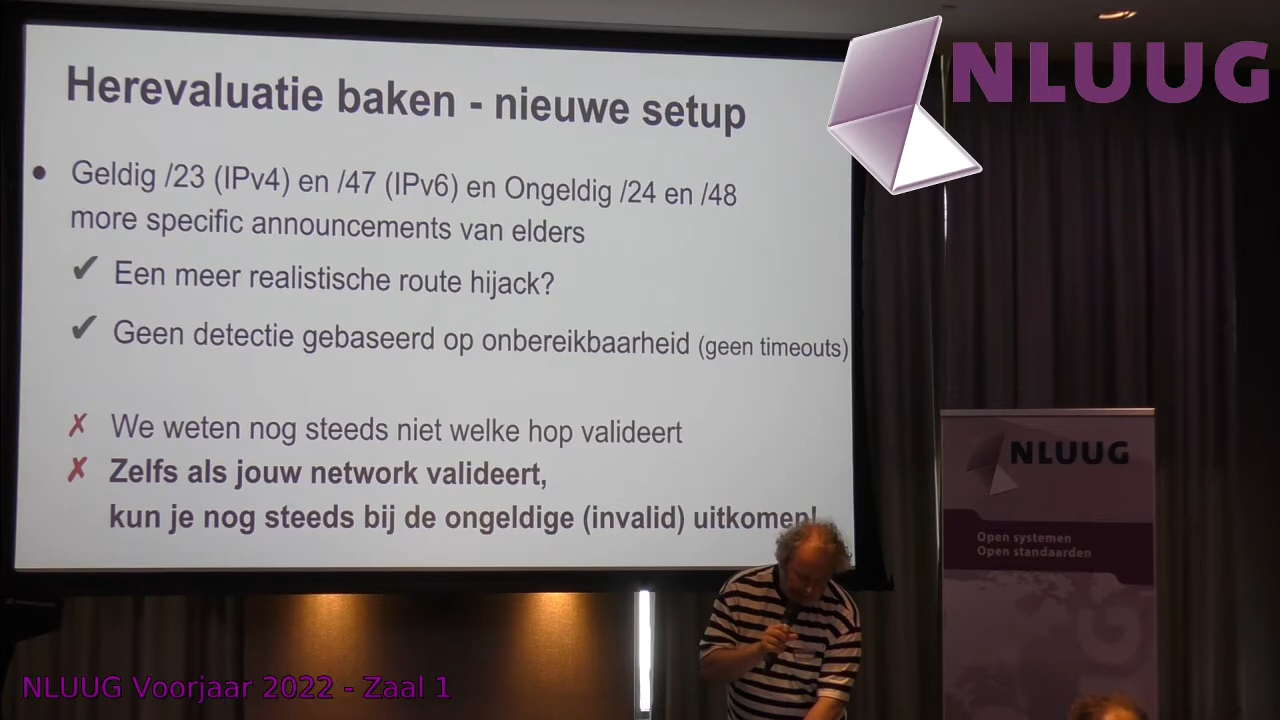 NLUUG
Herevaluatie baken - nieuwe setup
• Geldig /23 (IPv4) en /47 (IPv6) en Ongeldig /24 en /48
more specific announcements van elders
✔ Een meer realistische route hijack?
✔ Geen detectie gebaseerd op onbereikbaarheid (geen timeouts)
✗ We weten nog steeds niet welke hop valideert
✗ Zelfs als jouw network valideert,
kun je nog steeds bij de ongeldige (invalid) uitkomen!
NLUUG
Open systemen
Open standaarden
NLUUG Voorjaar 2022 - Zaal 1